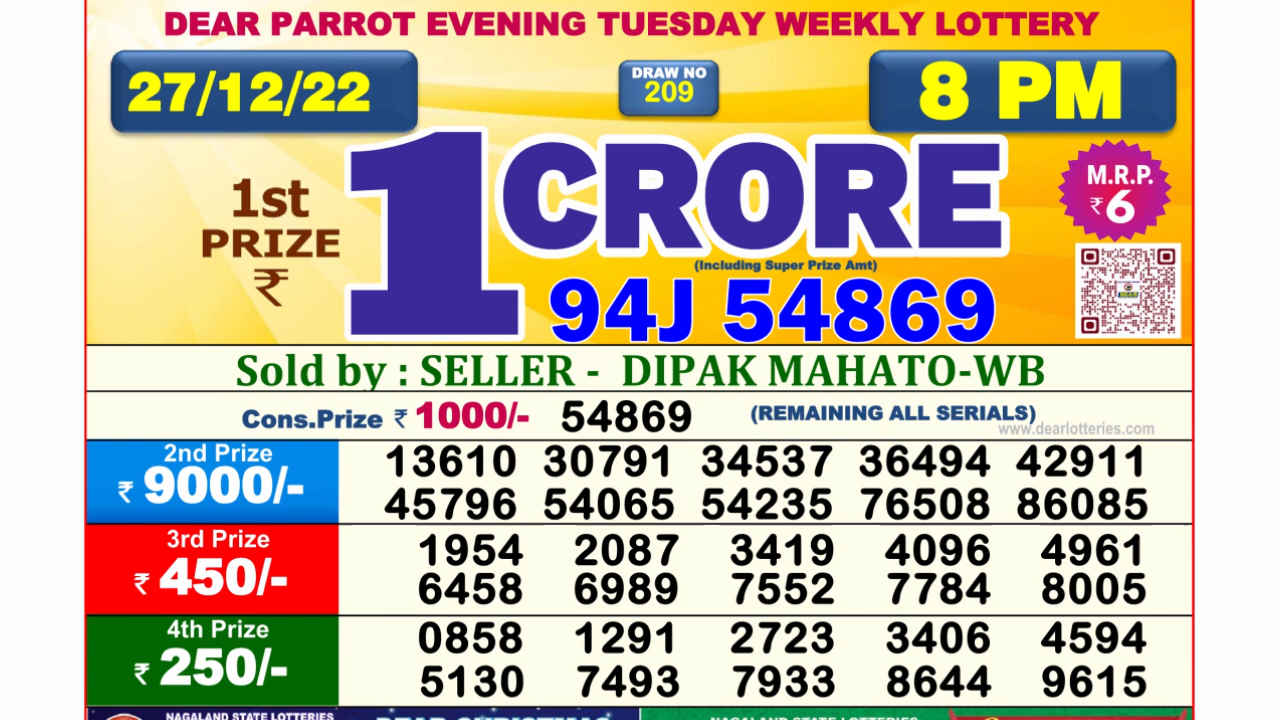 DEAR PARROT EVENING TUESDAY WEEKLY LOTTERY
27/12/22
DRAW NO
209
8 PM
1st
PRIZE
₹
1 CRORE
(Including Super Prize Amt)
M.R.P.
₹6
94J 54869
Sold by : SELLER - DIPAK MAHATO-WB
Cons.Prize ₹ 1000/- 54869 (REMAINING ALL SERIALS)
www.dearlotteries.com
2nd Prize
₹ 9000/-
13610 30791 34537 36494 42911
45796 54065 54235 76508 86085
3rd Prize
₹ 450/-
1954 2087 3419 4096 4961
6458 6989 7552 7784 8005
4th Prize
₹ 250/-
0858 1291 2723 3406 4594
5130 7493 7933 8644 9615
NAGALAND STATE LOTTERIES
DEAR CHRISTMAS
NAGALAND STATE LOTTERIES